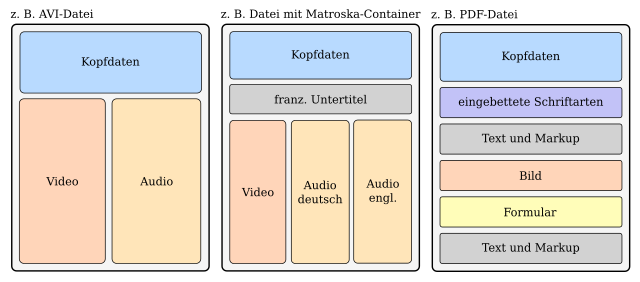 z. B. AVI-Datei
Kopfdaten
Video
Audio
z. B. Datei mit Matroska-Container
Kopfdaten
franz. Untertitel
Video
Audio
deutsch
Audio
engl.
z. B. PDF-Datei
Kopfdaten
eingebettete Schriftarten
Text und Markup
Bild
Formular
Text und Markup